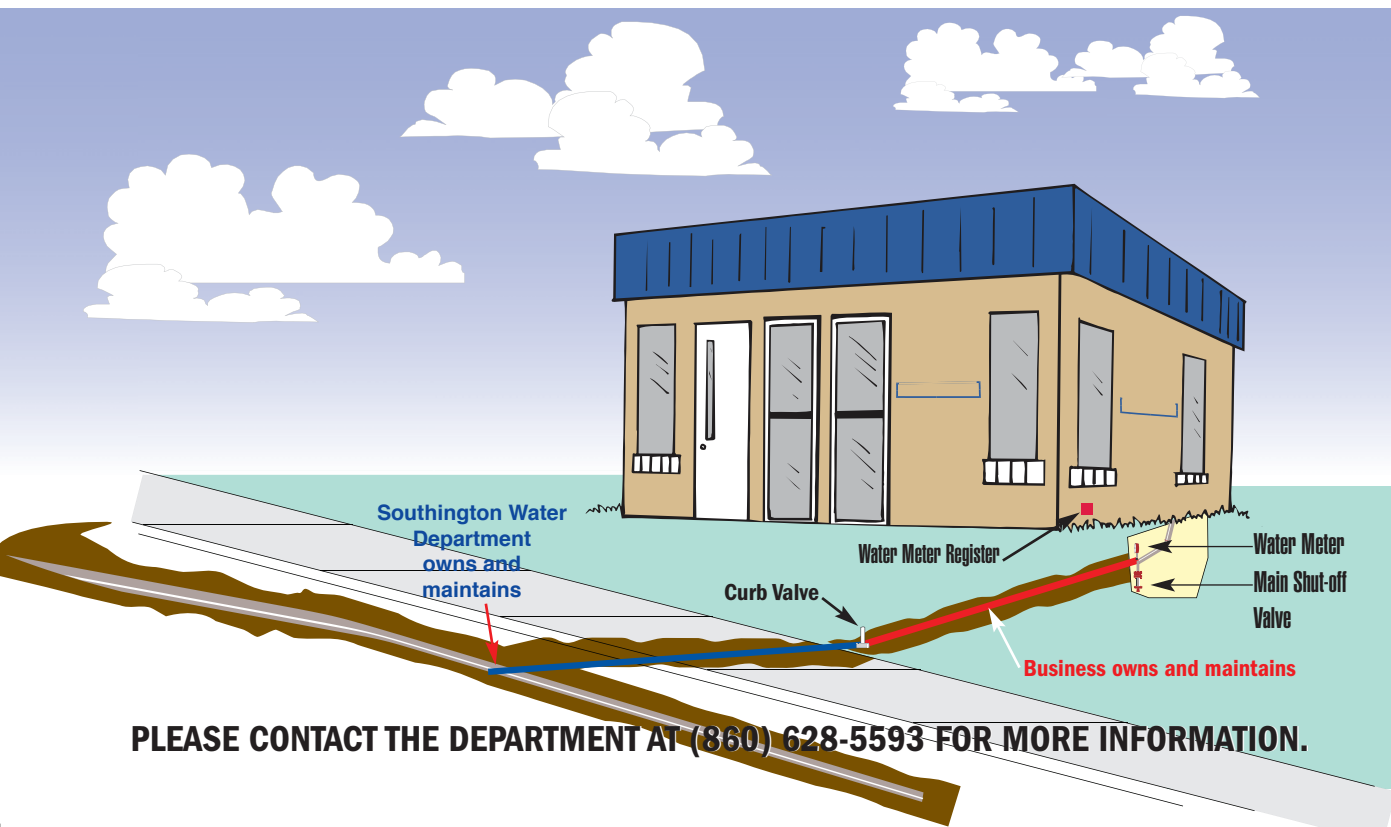 Southington Water
Department
owns and
maintains
Water Meter Register
Water Meter
Main Shut-off
Valve
Curb Valve
Business owns and maintains
PLEASE CONTACT THE DEPARTMENT AT (860) 628-5593 FOR MORE INFORMATION.